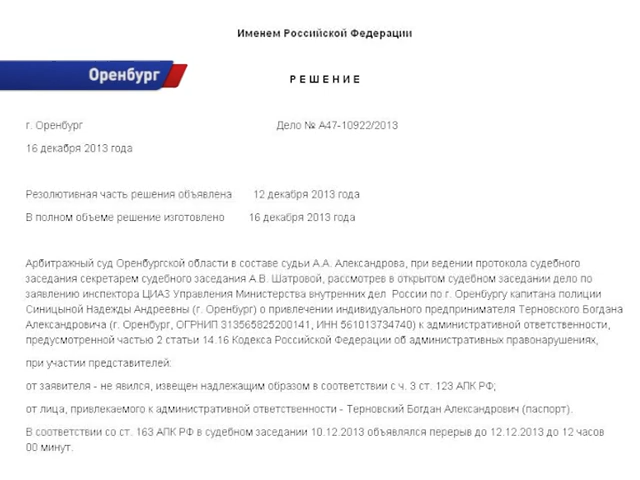 Именем Российской Федерации
Оренбург
Р Е Ш Е Н И Е
г. Оренбург Дело № А47-10922/2013
16 декабря 2013 года
Резолютивная часть решения объявлена 12 декабря 2013 года
В полном объеме решение изготовлено 16 декабря 2013 года
Арбитражный суд Оренбургской области в составе судьи А.А. Александрова, при ведении протокола судебного
заседания секретарем судебного заседания А.В. Шатровой, рассмотрев в открытом судебном заседании дело по
заявлению инспектора ЦИАЗ Управления Министерства внутренних дел России по г. Оренбургу капитана полиции
Синицыной Надежды Андреевны (г. Оренбург) о привлечении индивидуального предпринимателя Терновского Богдана
Александровича (г. Оренбург, ОГРНИП 313565825200141, ИНН 561013734740) к административной ответственности,
предусмотренной частью 2 статьи 14.16 Кодекса Российской Федерации об административных правонарушениях,
при участии представителей:
от заявителя - не явился, извещен надлежащим образом в соответствии с ч. 3 ст. 123 АПК РФ;
от лица, привлекаемого к административной ответственности - Терновский Богдан Александрович (паспорт).
В соответствии со ст. 163 АПК РФ в судебном заседании 10.12.2013 объявлялся перерыв до 12.12.2013 до 12 часов
00 минут.